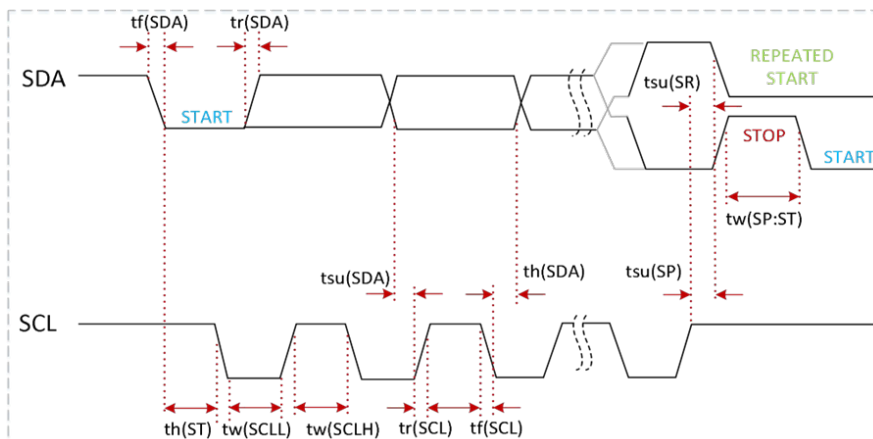 tf(SDA)
tr(SDA)
SDA
START
tsu(SR)
REPEATED
START
STOP
START
tw(SP:ST)
tsu(SDA)
th(SDA)
tsu(SP)
SCL
th(ST)
tw(SCLL)
tw(SCLH)
tr(SCL)
tf(SCL)